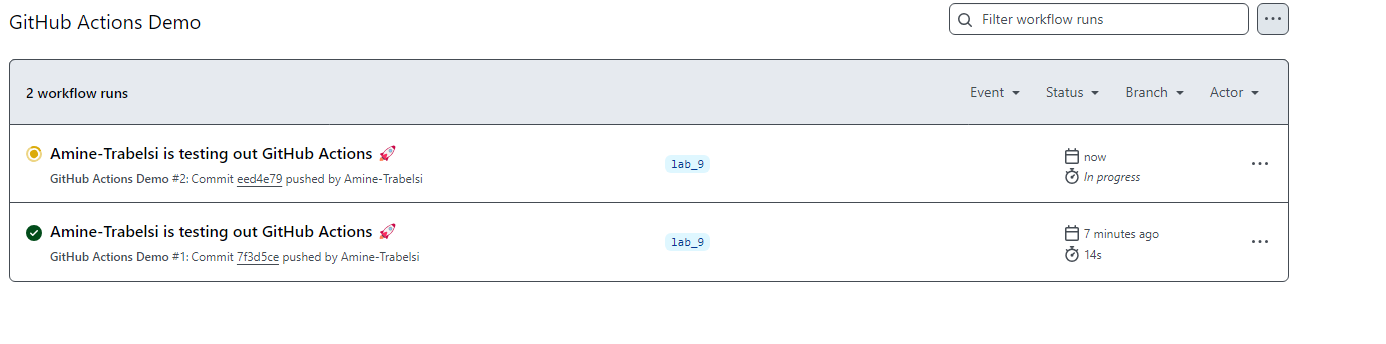 GitHub Actions Demo
Filter workflow runs
2 workflow runs
Event Status Branch Actor
Amine-Trabelsi is testing out GitHub Actions 🚀
lab_9
now
GitHub Actions Demo #2: Commit eed4e79 pushed by Amine-Trabelsi
In progress
Amine-Trabelsi is testing out GitHub Actions 🚀
lab_9
7 minutes ago
GitHub Actions Demo #1: Commit 7f3d5ce pushed by Amine-Trabelsi
14s